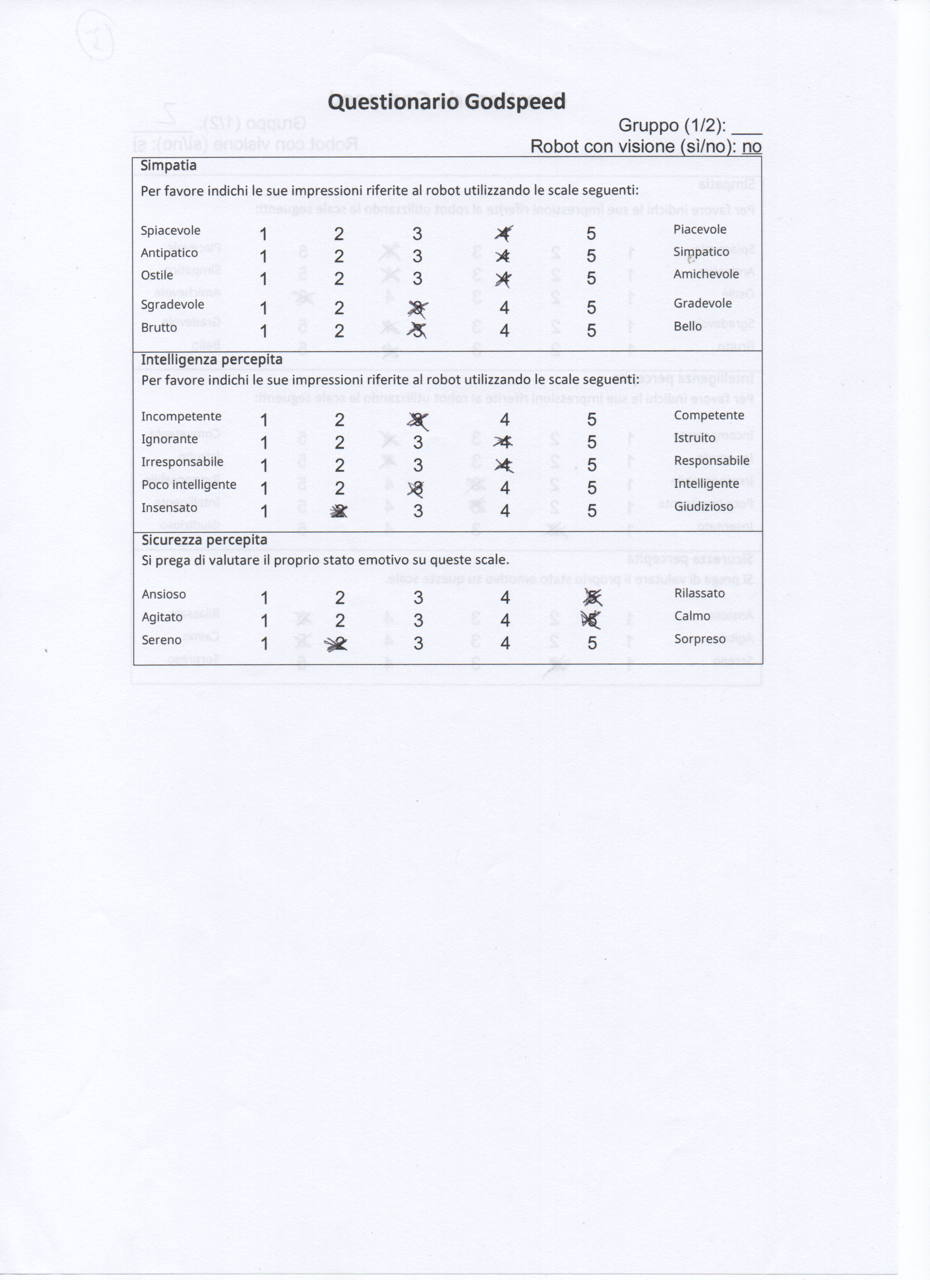 Questionario Godspeed
Gruppo (1/2): ___
Robot con visione (sì/no): no
Simpatia
Per favore indichi le sue impressioni riferite al robot utilizzando le scale seguenti:
Spiacevole 1 2 3 4 5 Piacevole
Antipatico 1 2 3 4 5 Simpatico
Ostile 1 2 3 4 5 Amichevole
Sgradevole 1 2 3 4 5 Gradevole
Brutto 1 2 3 4 5 Bello
Intelligenza percepita
Per favore indichi le sue impressioni riferite al robot utilizzando le scale seguenti:
Incompetente 1 2 3 4 5 Competente
Ignorante 1 2 3 4 5 Istruito
Irresponsabile 1 2 3 4 5 Responsabile
Poco intelligente 1 2 3 4 5 Intelligente
Insensato 1 2 3 4 5 Giudizioso
Sicurezza percepita
Si prega di valutare il proprio stato emotivo su queste scale.
Ansioso 1 2 3 4 5 Rilassato
Agitato 1 2 3 4 5 Calmo
Sereno 1 2 3 4 5 Sorpreso